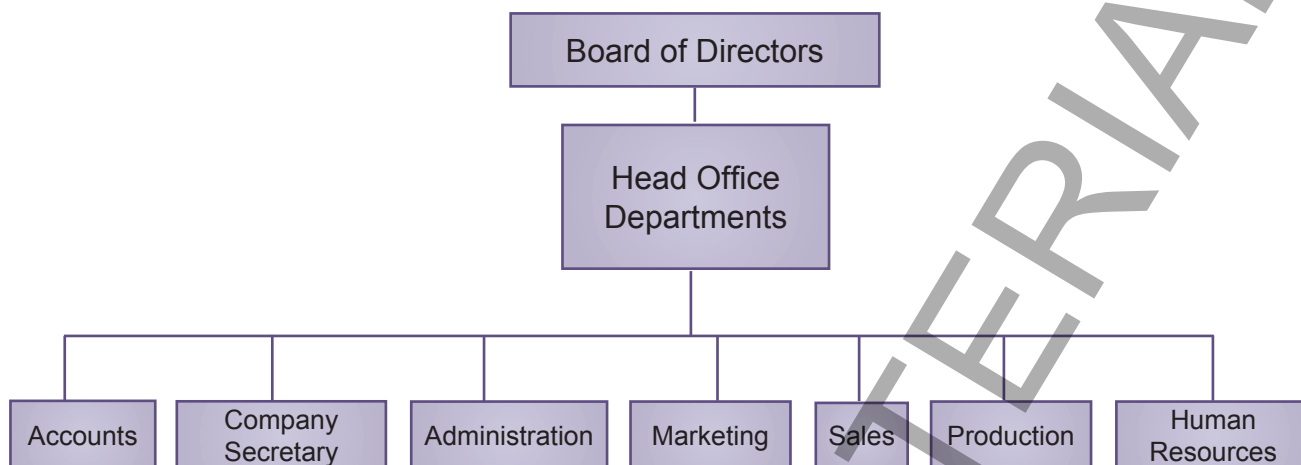 Board of Directors
Head Office
Departments
Accounts
Company
Secretary
Administration
Marketing
Sales
Production
Human
Resources